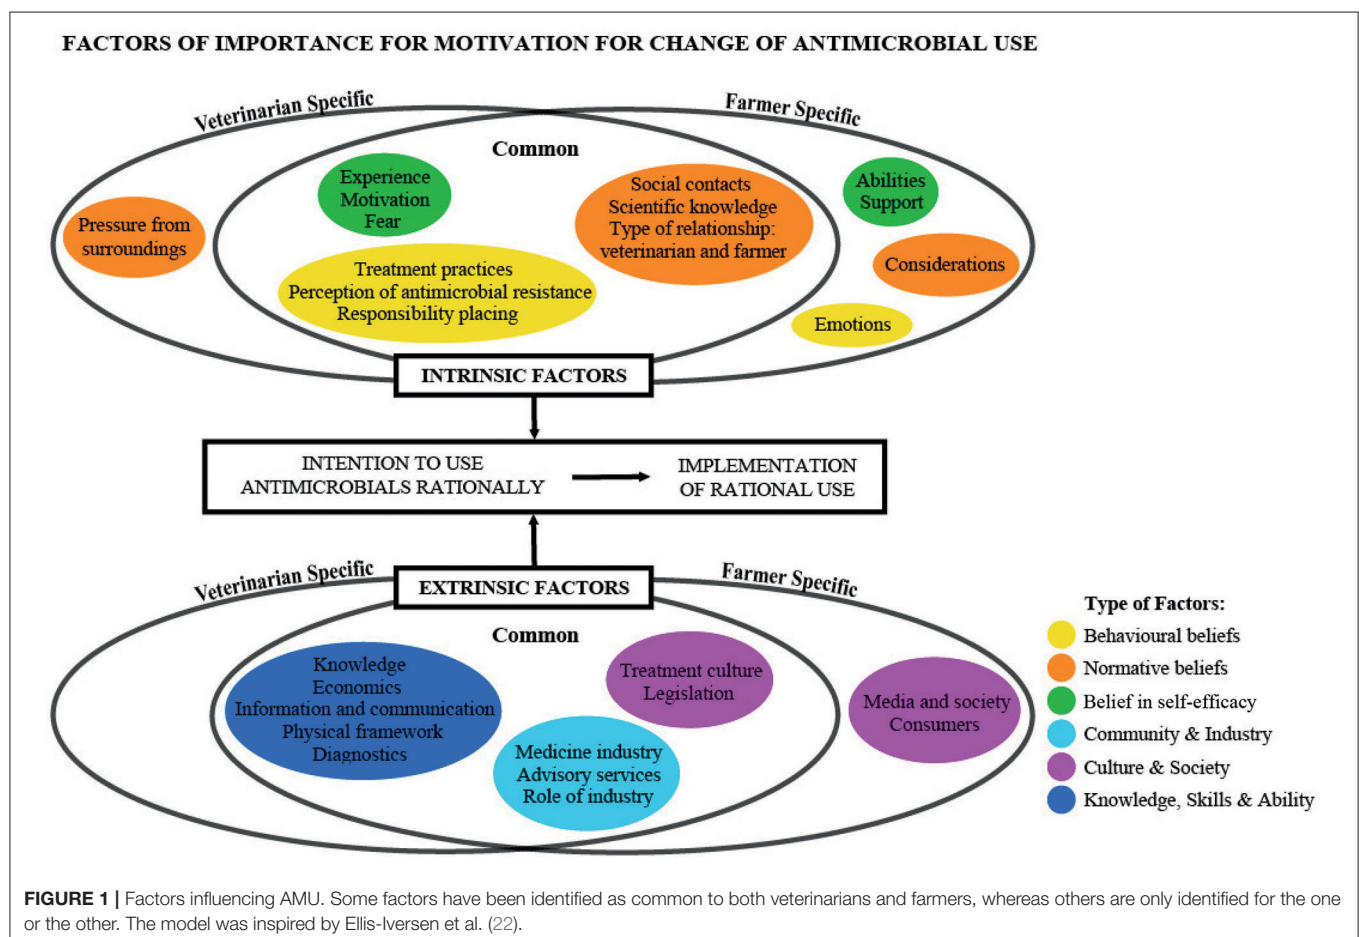 FACTORS OF IMPORTANCE FOR MOTIVATION FOR CHANGE OF ANTIMICROBIAL USE
Veterinarian Specific
Farmer Specific
Common
Experience
Motivation
Fear
Social contacts
Scientific knowledge
Type of relationship:
veterinarian and farmer
Abilities
Support
Pressure from
surroundings
Considerations
Treatment practices
Perception of antimicrobial resistance
Responsibility placing
Emotions
INTRINSIC FACTORS
INTENTION TO USE
ANTIMICROBIALS RATIONALLY
IMPLEMENTATION
OF RATIONAL USE
Veterinarian Specific
EXTRINSIC FACTORS
Farmer Specific
Common
Knowledge
Economics
Information and communication
Physical framework
Diagnostics
Treatment culture
Legislation
Medicine industry
Advisory services
Role of industry
Media and society
Consumers
Type of Factors:
Behavioural beliefs
Normative beliefs
Belief in self-efficacy
Community & Industry
Culture & Society
Knowledge, Skills & Ability
FIGURE 1 | Factors influencing AMU. Some factors have been identified as common to both veterinarians and farmers, whereas others are only identified for the one
or the other. The model was inspired by Ellis-Iversen et al. (22).